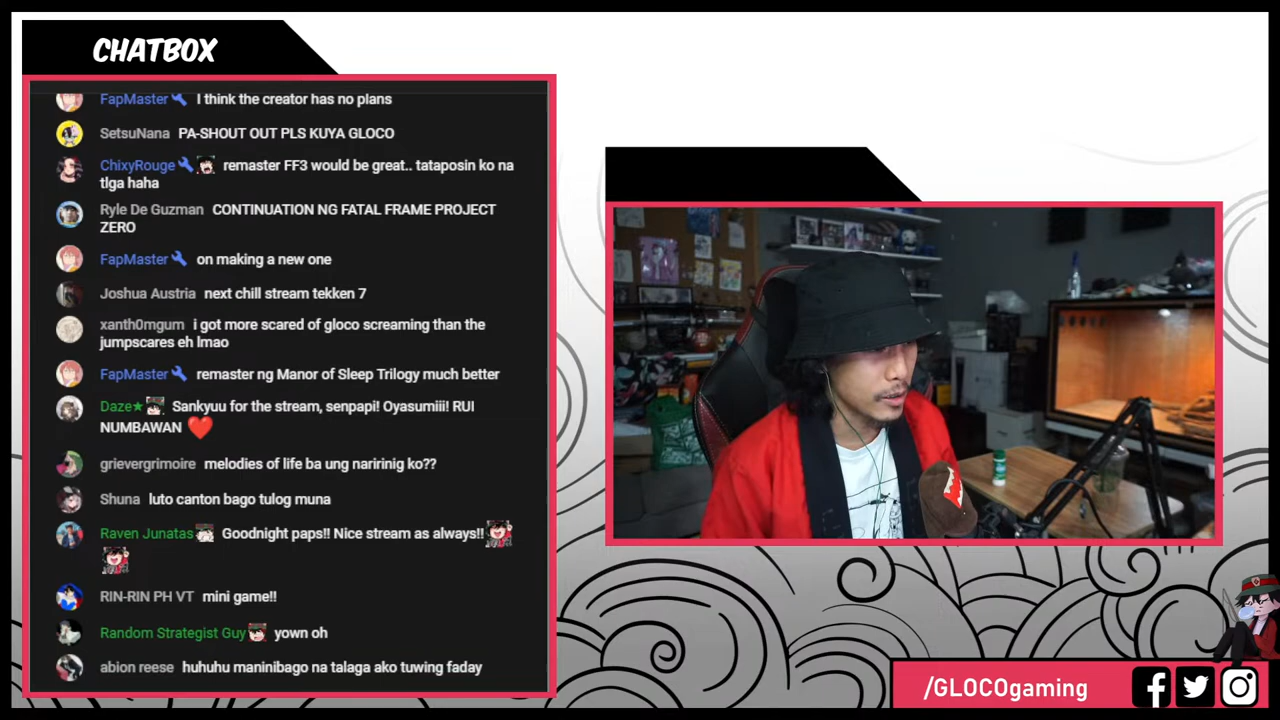 CHATBOX
FapMaster I think the creator has no plans
SetsuNana PA-SHOUT OUT PLS KUYA GLOCO
ChixyRouge remaster FF3 would be great.. tataposin ko na
tlga haha
Ryle De Guzman CONTINUATION NG FATAL FRAME PROJECT
ZERO
FapMaster on making a new one
Joshua Austria next chill stream tekken 7
xanth0mgum i got more scared of gloco screaming than the
jumpscares eh lmao
FapMaster remaster ng Manor of Sleep Trilogy much better
Daze★ Sankyuu for the stream, senpapi! Oyasumiii! RUI
NUMBAWAN ❤️
grievergrimoire melodies of life ba ung naririnig ko??
Shuna luto canton bago tulog muna
Raven Junatas Goodnight paps!! Nice stream as always!!
RIN-RIN PH VT mini game!!
Random Strategist Guy yown oh
abion reese huhuhu maninibago na talaga ako tuwing faday
/GLOCOgaming